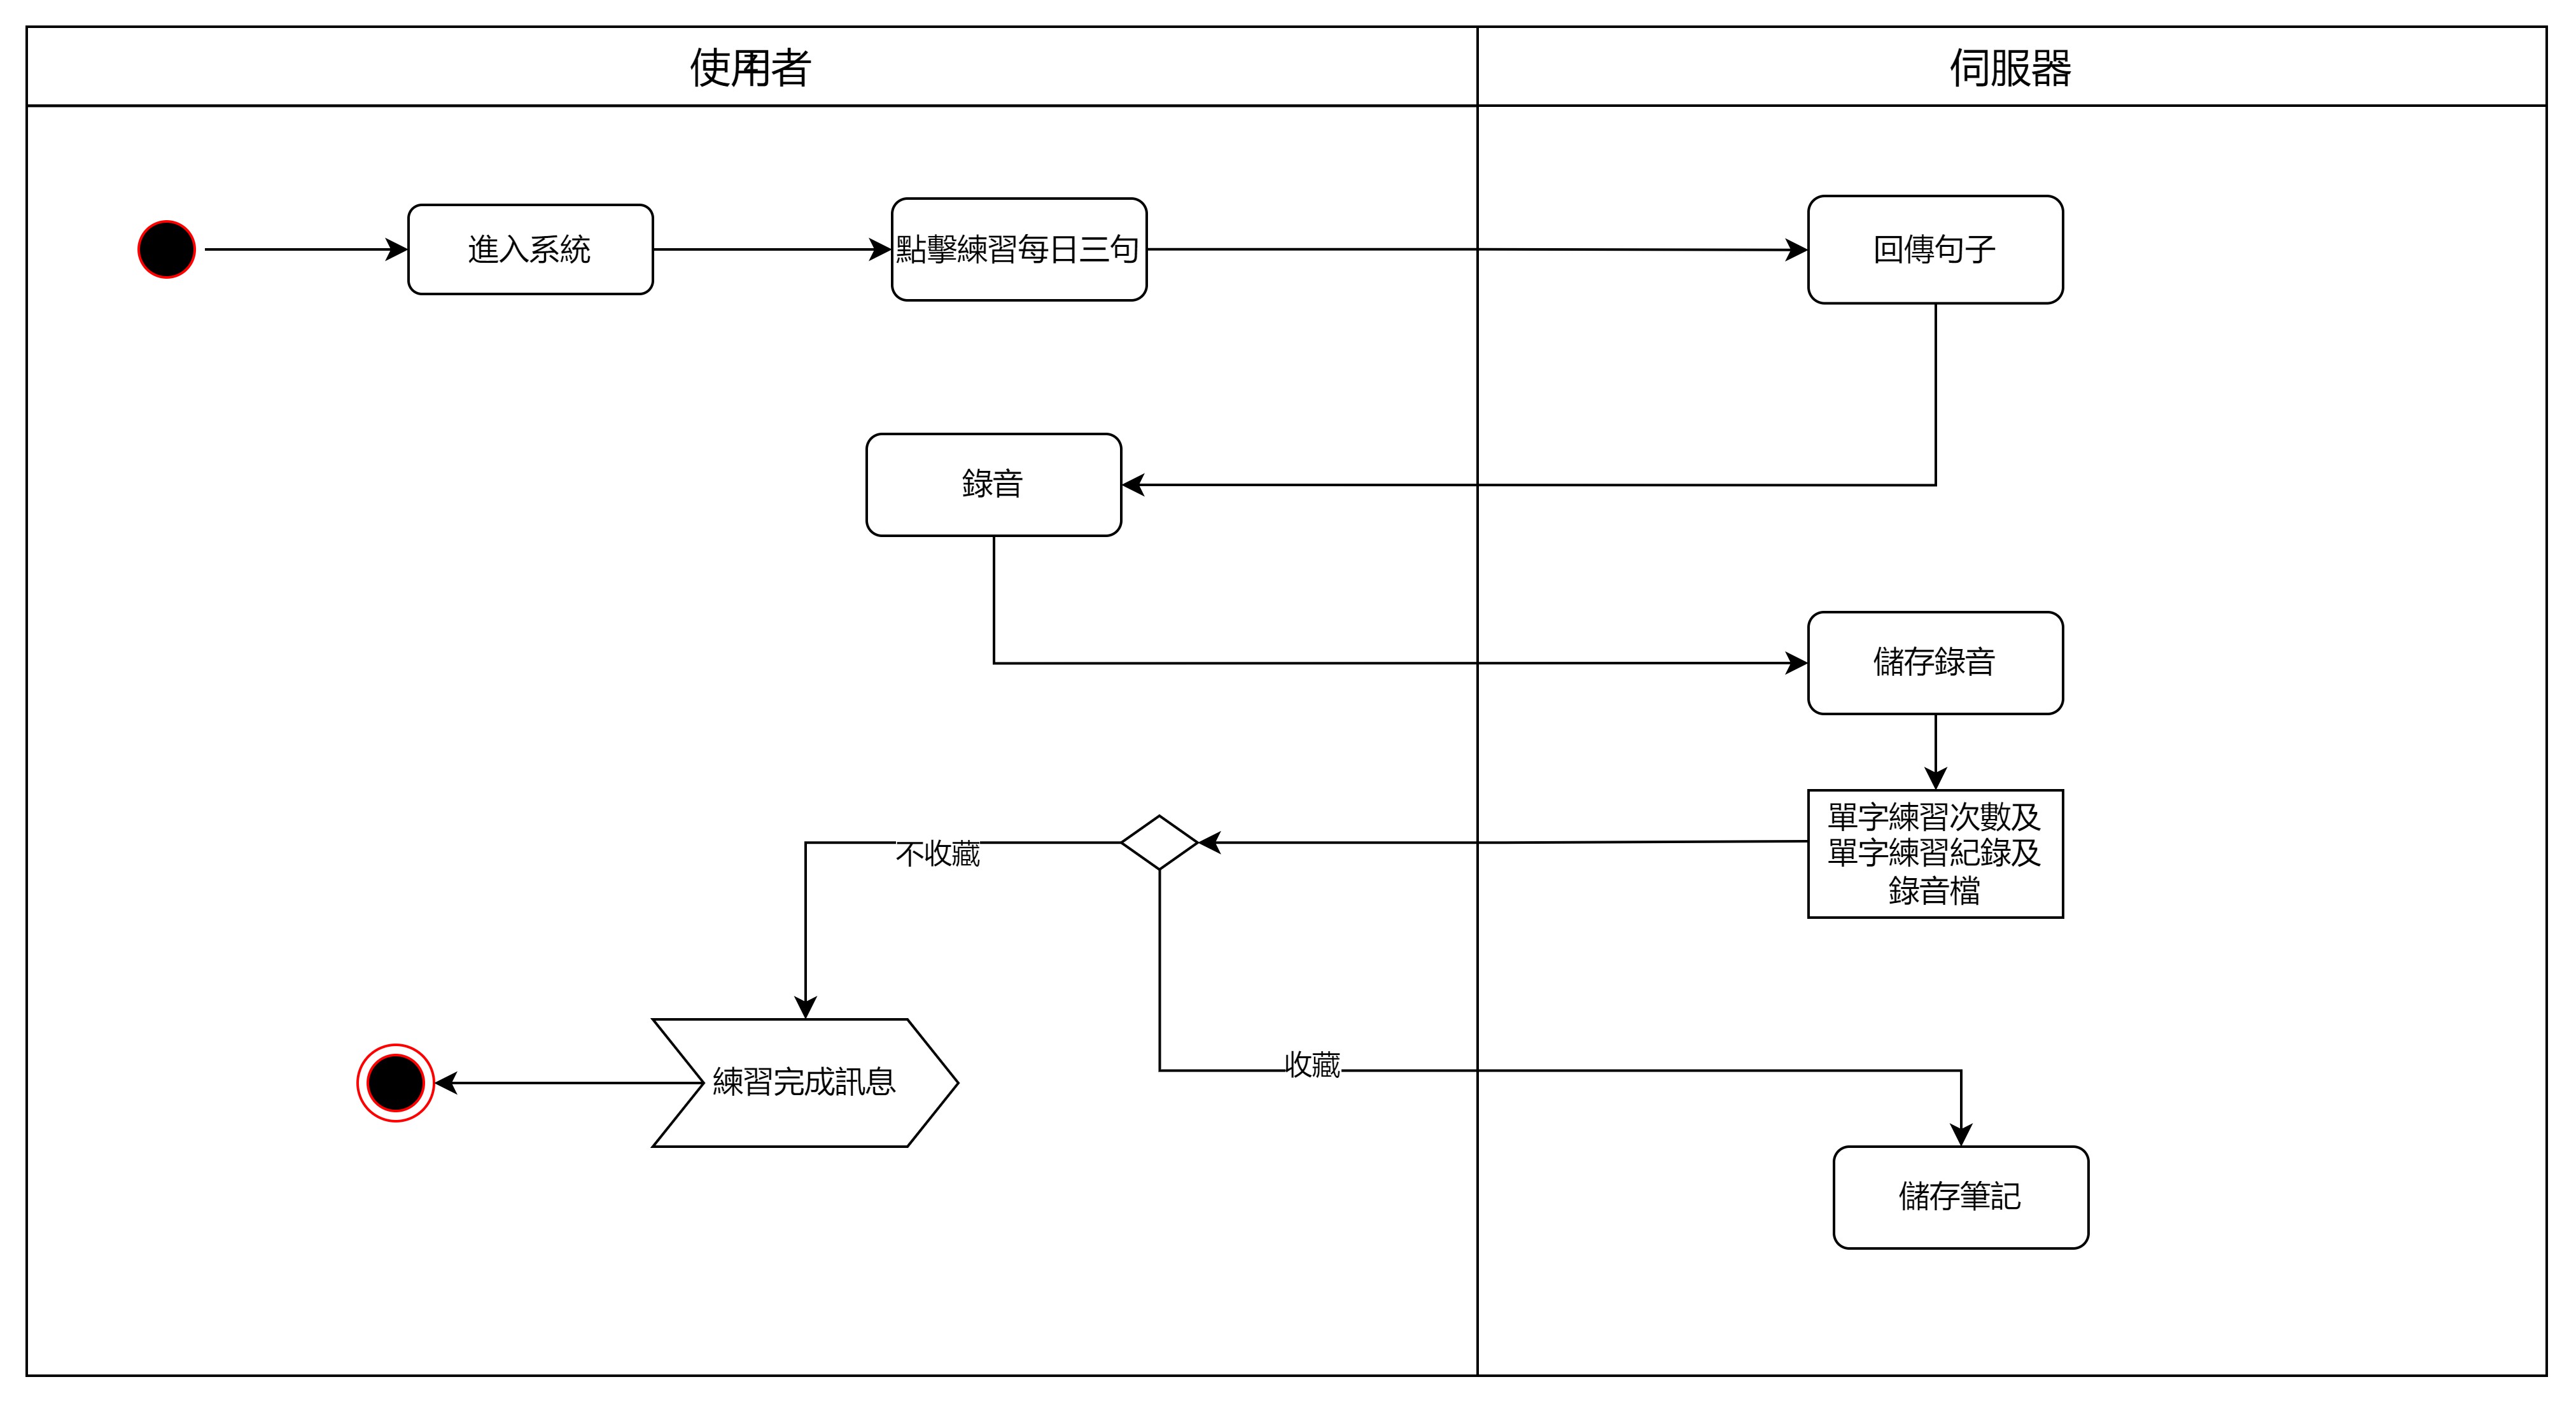 使用者
伺服器
進入系統
點擊練習每日三句
回傳句子
錄音
儲存錄音
單字練習次數及
單字練習紀錄及
錄音檔
不收藏
練習完成訊息
收藏
儲存筆記